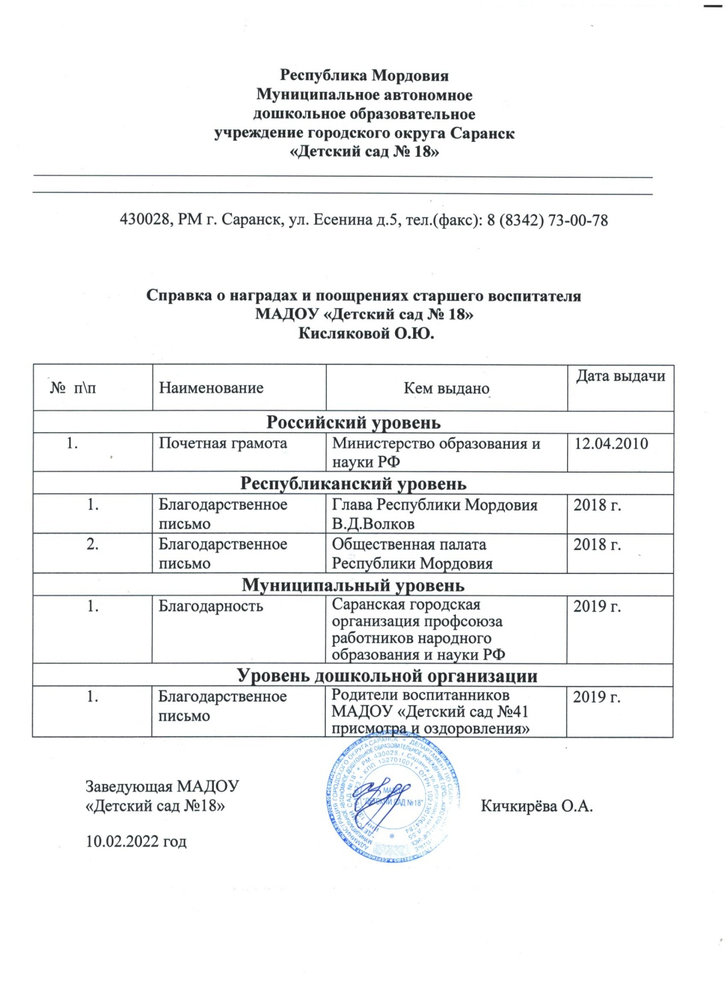 Республика Мордовия
Муниципальное автономное
дошкольное образовательное
учреждение городского округа Саранск
«Детский сад № 18»
430028, РМ г. Саранск, ул. Есенина д.5, тел.(факс): 8 (8342) 73-00-78
Справка о наградах и поощрениях старшего воспитателя
МАДОУ «Детский сад № 18»
Кисляковой О.Ю.
№ п\п Наименование Кем выдано Дата выдачи
Российский уровень
1. Почетная грамота Министерство образования и 12.04.2010
науки РФ
Республиканский уровень
1. Благодарственное Глава Республики Мордовия 2018 г.
письмо В.Д.Волков
2. Благодарственное Общественная палата 2018 г.
письмо Республики Мордовия
Муниципальный уровень
1. Благодарность Саранская городская 2019 г.
организация профсоюза
работников народного
образования и науки РФ
Уровень дошкольной организации
1. Благодарственное Родители воспитанников 2019 г.
письмо МАДОУ «Детский сад №41
присмотра и оздоровления»
Заведующая МАДОУ
«Детский сад №18» Кичкирёва О.А.
10.02.2022 год
МАДОУ
"ДЕТСКИЙ САД №18"